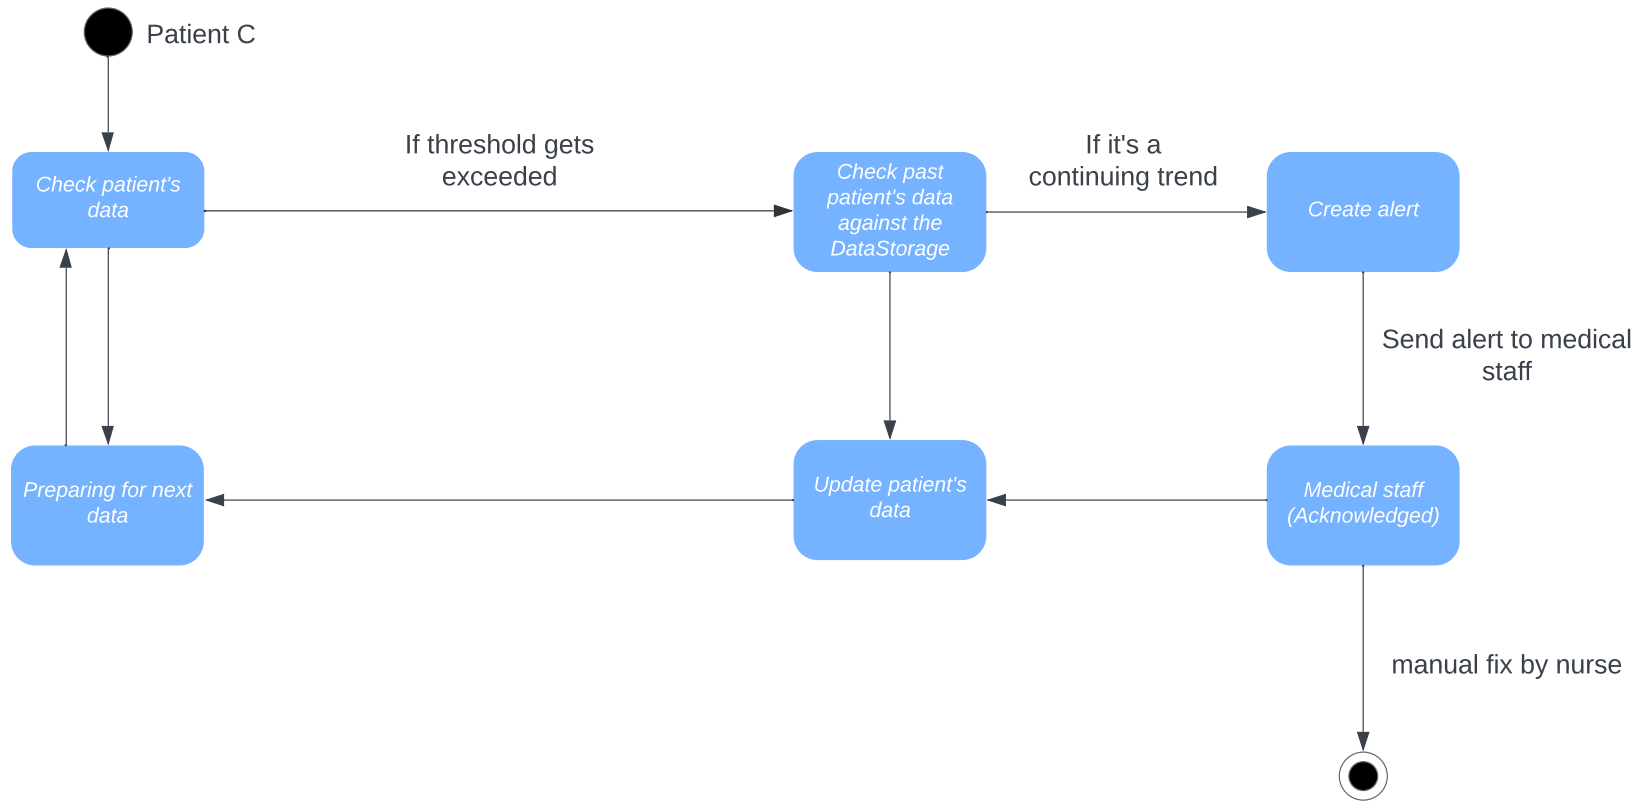 Patient C
If threshold gets
exceeded
If it's a
continuing trend
Check patient's
data
Check past
patient's data
against the
DataStorage
Create alert
Send alert to medical
staff
Preparing for next
data
Update patient's
data
Medical staff
(Acknowledged)
manual fix by nurse